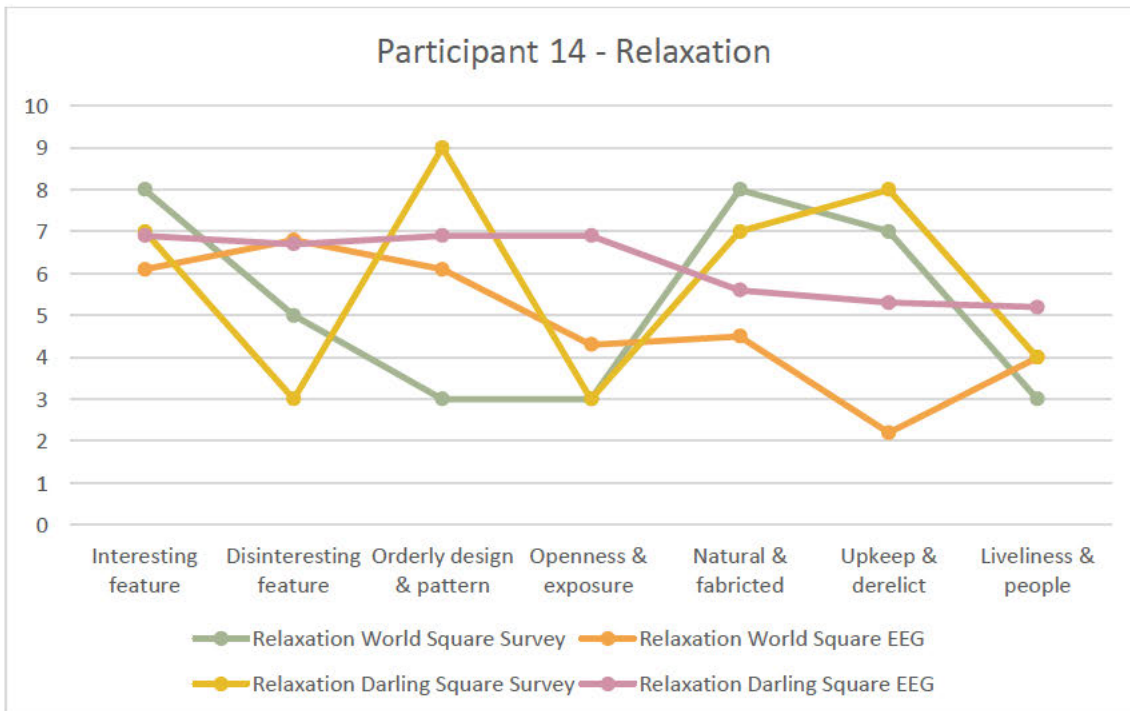 Participant 14 - Relaxation
10
9
8
7
6
5
4
3
2
1
0
Interesting feature
Disinteresting feature
Orderly design & pattern
Openness & exposure
Natural & fabricted
Upkeep & derelict
Liveliness & people
Relaxation World Square Survey
Relaxation World Square EEG
Relaxation Darling Square Survey
Relaxation Darling Square EEG